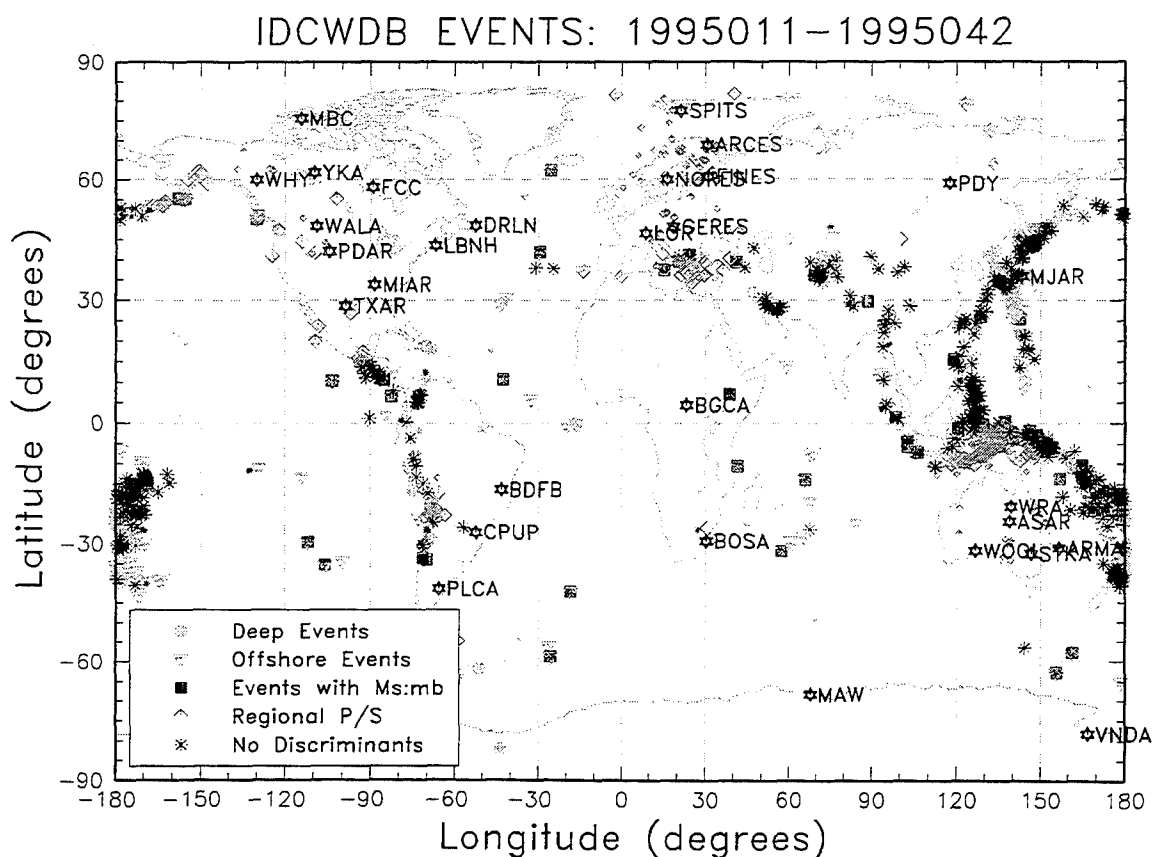 IDCWDB EVENTS: 1995011-1995042
90
60
30
0
-30
-60
-90
Latitude (degrees)
MBC
SPITS
ARCES
WHY
YKA
FCC
NORES
FINES
PDY
WALA
DRLN
LOR
GERES
PDAR
LBNH
MIAR
MJAR
TXAR
BGCA
BDFB
WRA
ASAR
CPUP
BOSA
WOOL
STKA
ARMA
PLCA
MAW
VNDA
Deep Events
Offshore Events
Events with Ms:mb
Regional P/S
No Discriminants
-180 -150 -120 -90 -60 -30 0 30 60 90 120 150 180
Longitude (degrees)